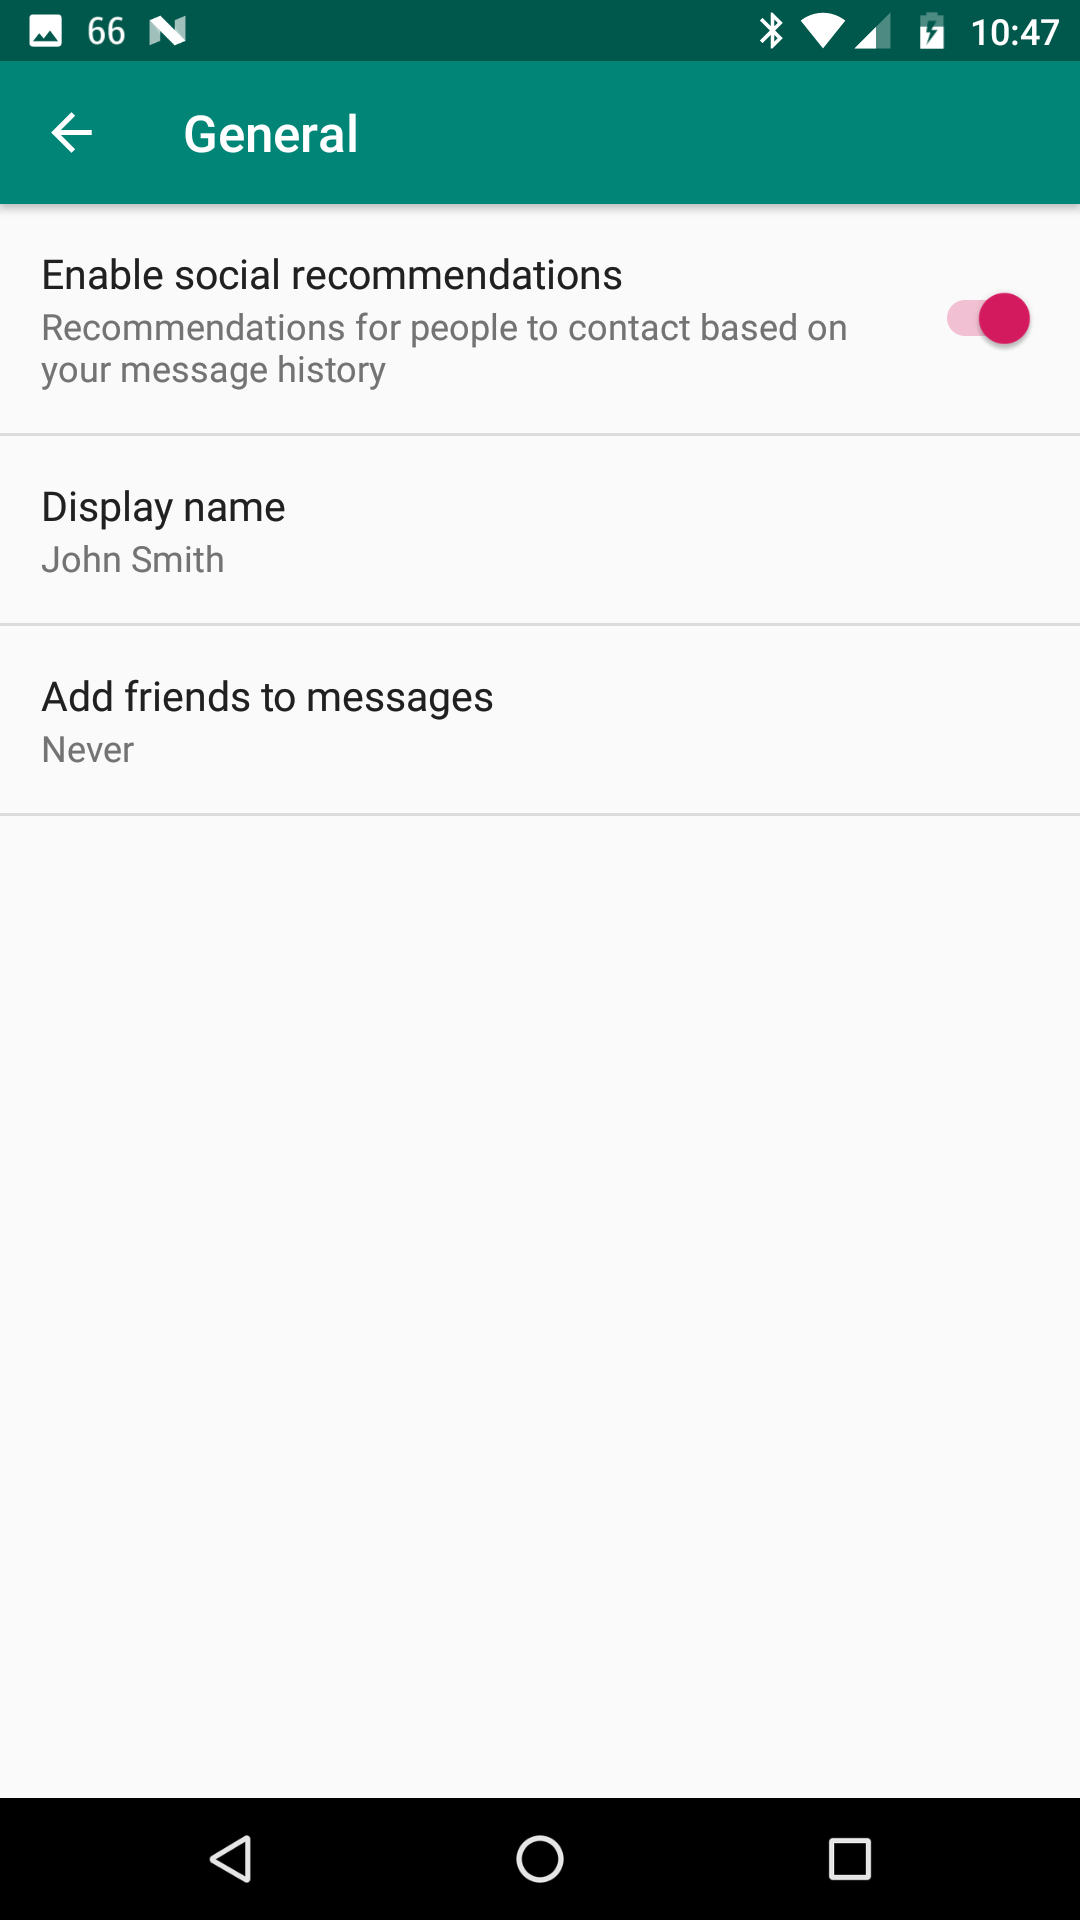 66
10:47
General
Enable social recommendations
Recommendations for people to contact based on
your message history
Display name
John Smith
Add friends to messages
Never